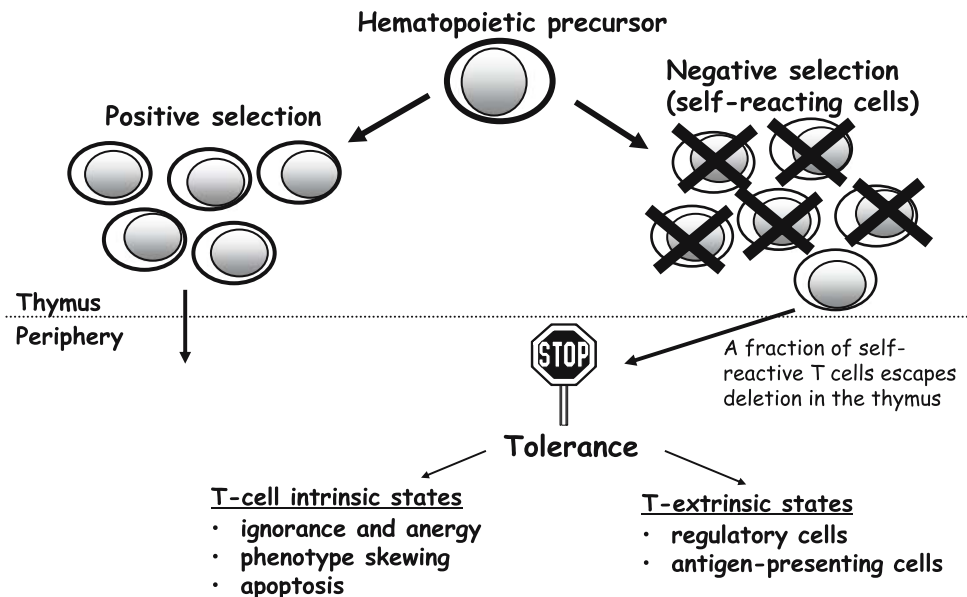 Hematopoietic precursor
Negative selection
(self-reacting cells)
Positive selection
Thymus
Periphery
STOP
A fraction of self-
reactive T cells escapes
deletion in the thymus
Tolerance
T-cell intrinsic states
· ignorance and anergy
· phenotype skewing
· apoptosis
T-extrinsic states
· regulatory cells
· antigen-presenting cells